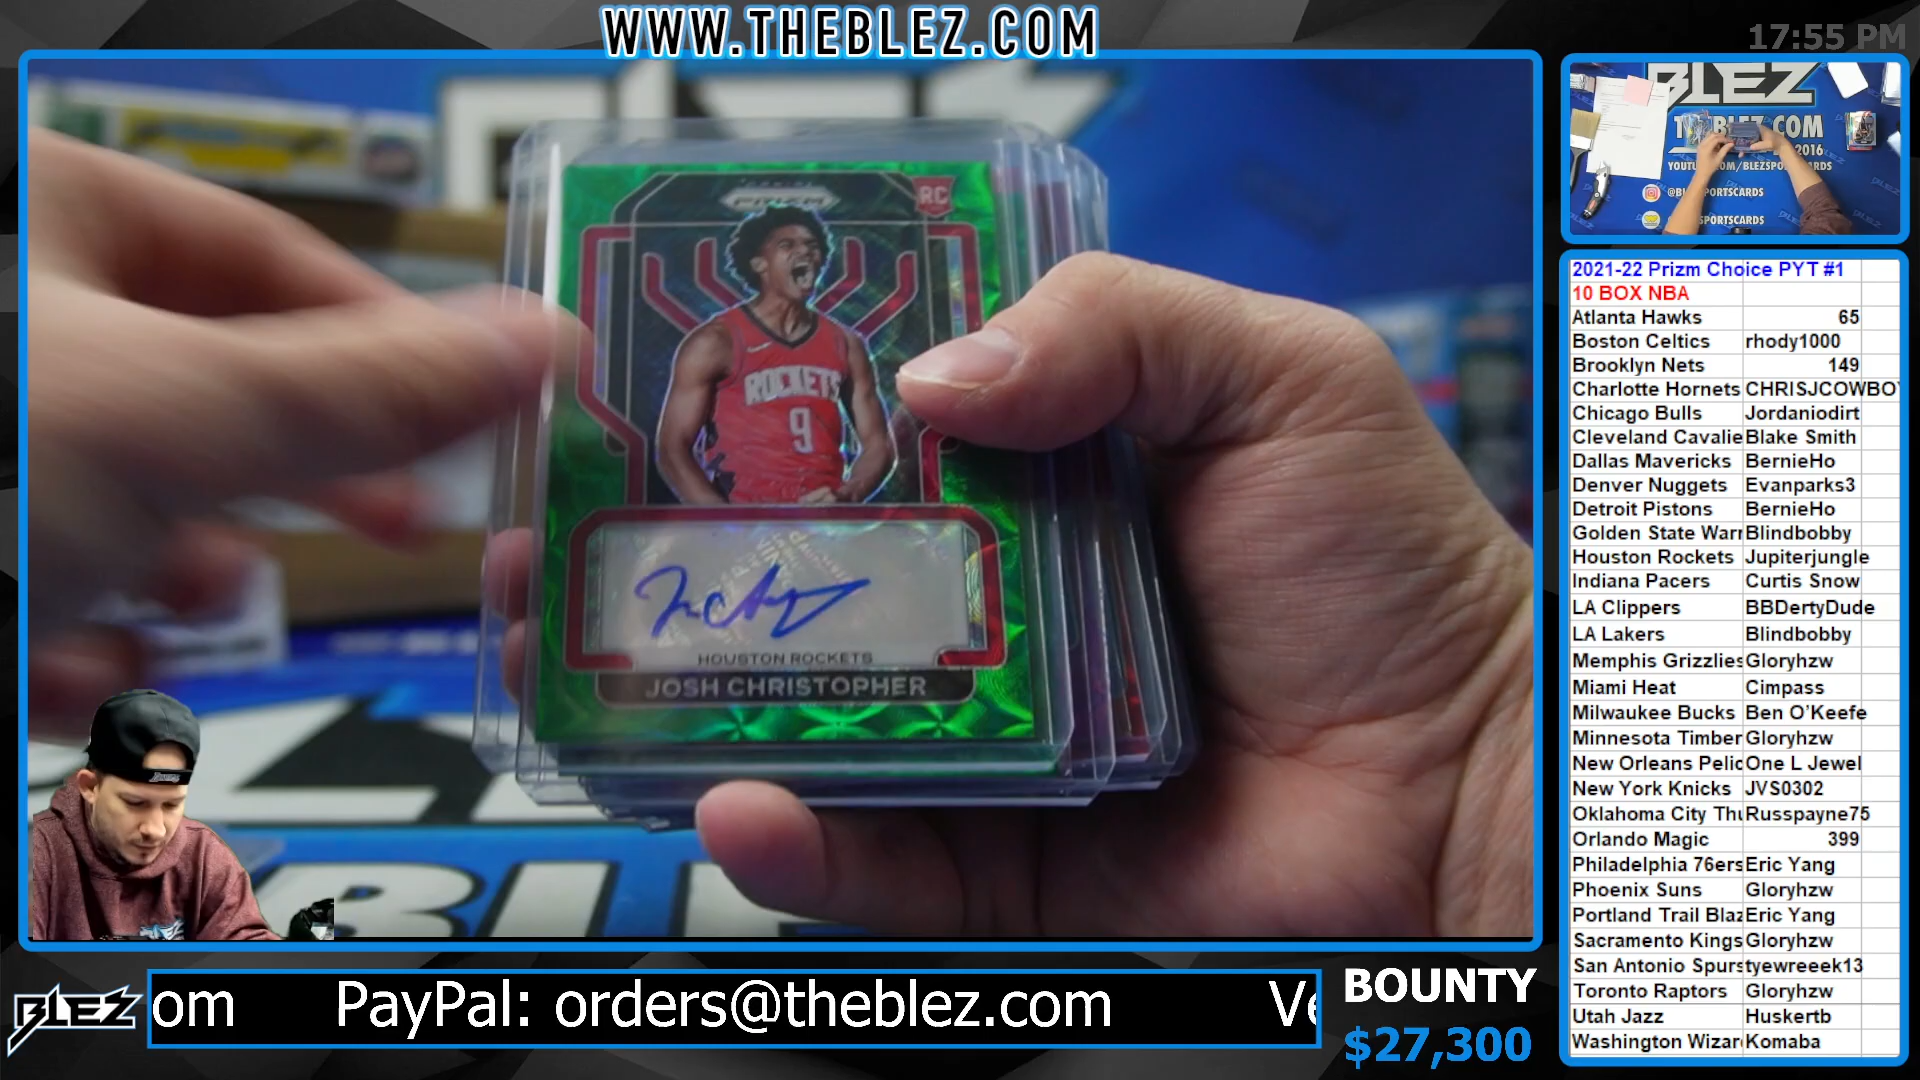 WWW.THEBLEZ.COM
17:55 PM
BLEZ
COM
2016
2021-22 Prizm Choice PYT #1
10 BOX NBA
Atlanta Hawks 65
Boston Celtics rhody1000
Brooklyn Nets 149
Charlotte Hornets CHRISJCOWBO
Chicago Bulls Jordaniodirt
Cleveland Cavalie Blake Smith
Dallas Mavericks BernieHo
Denver Nuggets Evanparks3
Detroit Pistons BernieHo
Golden State Warr Blindbobby
Houston Rockets Jupiterjungle
Indiana Pacers Curtis Snow
LA Clippers BBDertyDude
LA Lakers Blindbobby
Memphis Grizzlies Gloryhzw
Miami Heat Cimpass
Milwaukee Bucks Ben O'Keefe
Minnesota Timber Gloryhzw
New Orleans Pelic One L Jewel
New York Knicks JVS0302
Oklahoma City Thu Russpayne75
Orlando Magic 399
Philadelphia 76ers Eric Yang
Phoenix Suns Gloryhzw
Portland Trail Blaz Eric Yang
Sacramento Kings Gloryhzw
San Antonio Spurs tyewreeek13
Toronto Raptors Gloryhzw
Utah Jazz Huskertb
Washington Wizar Komaba
PRIZM
RC
ROCKETS
9
HOUSTON ROCKETS
JOSH CHRISTOPHER
BLEZ
om PayPal: orders@theblez.com Ve
BOUNTY
$27,300